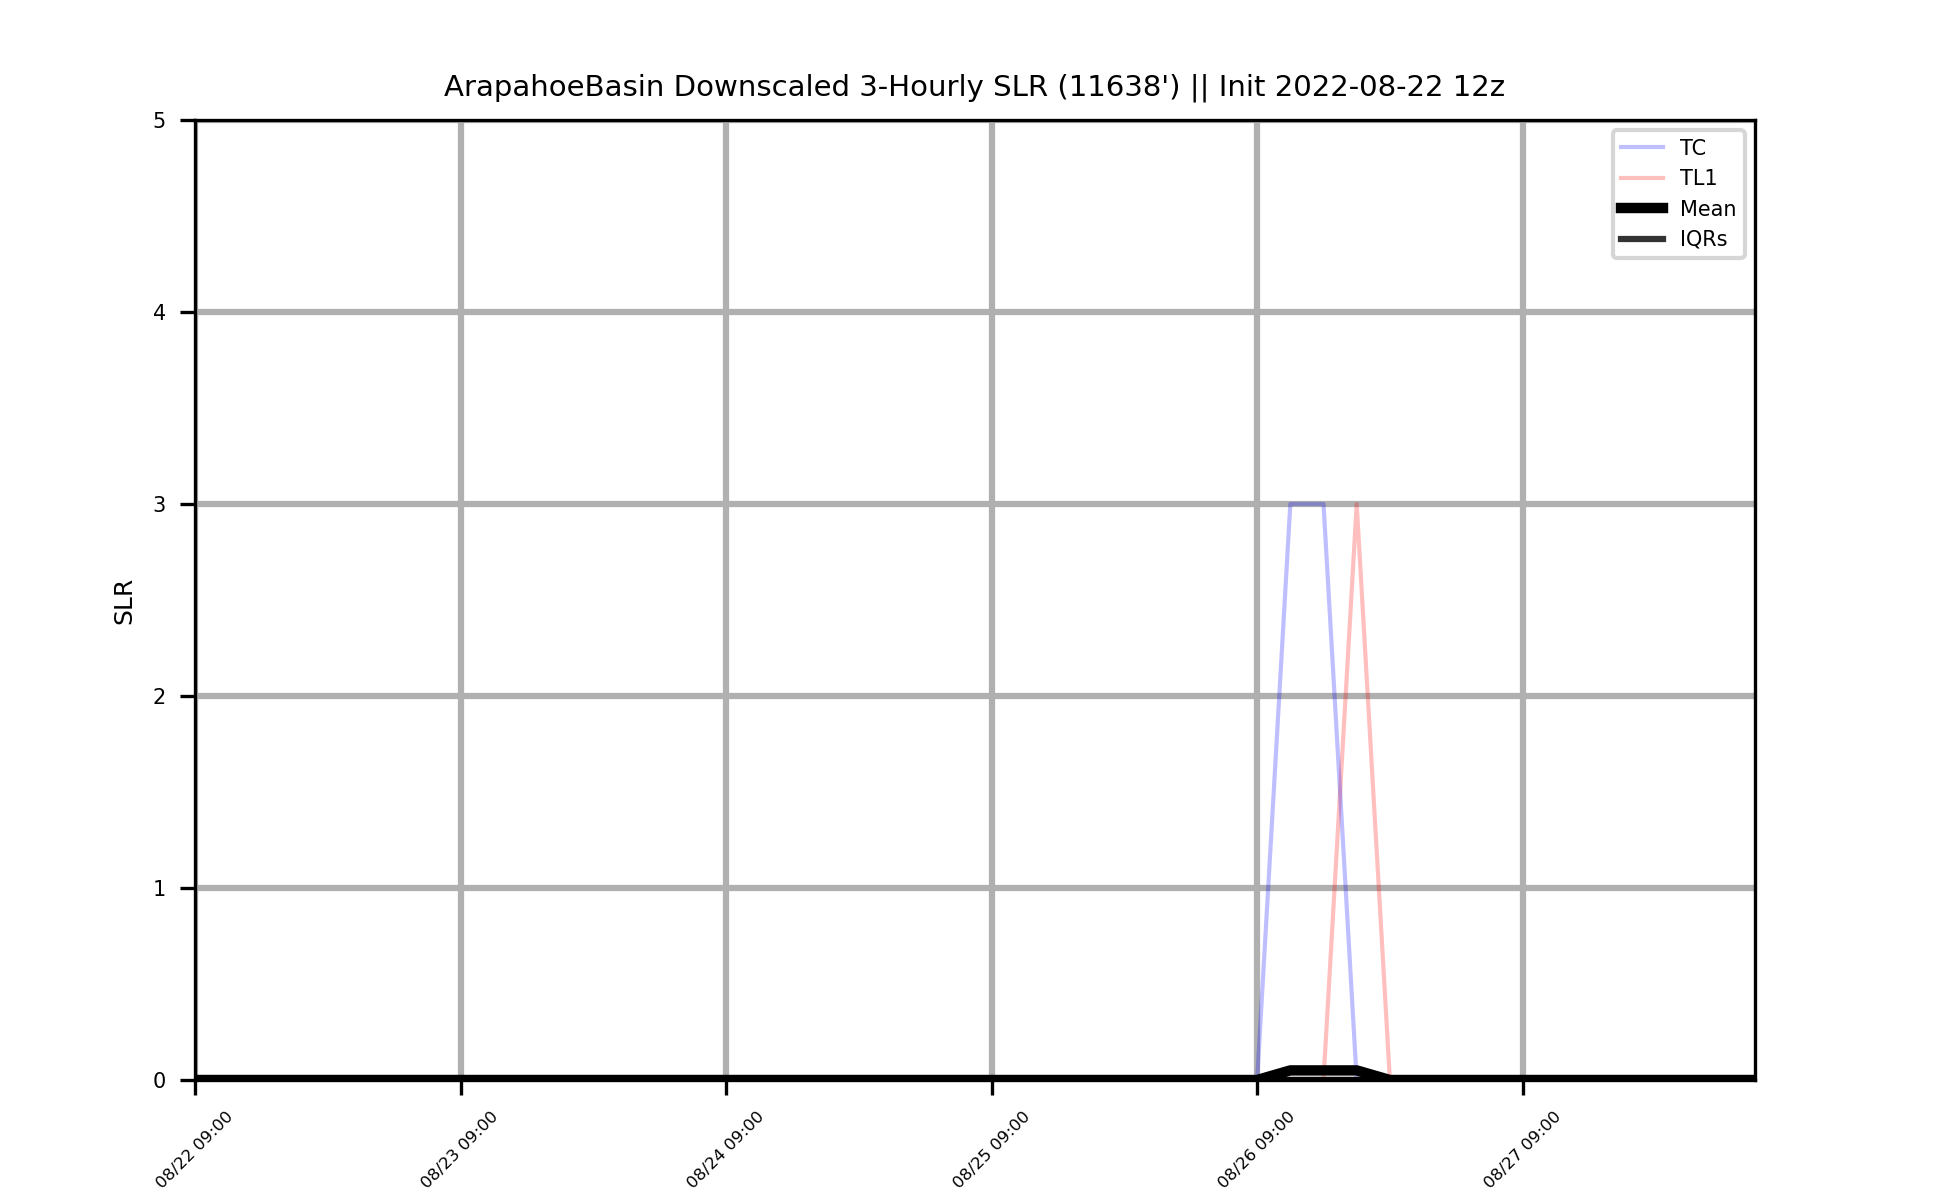 ArapahoeBasin Downscaled 3-Hourly SLR (11638') || Init 2022-08-22 12z
5
4
3
2
1
0
SLR
TC
TL1
Mean
IQRs
08/22 09:00
08/23 09:00
08/24 09:00
08/25 09:00
08/26 09:00
08/27 09:00